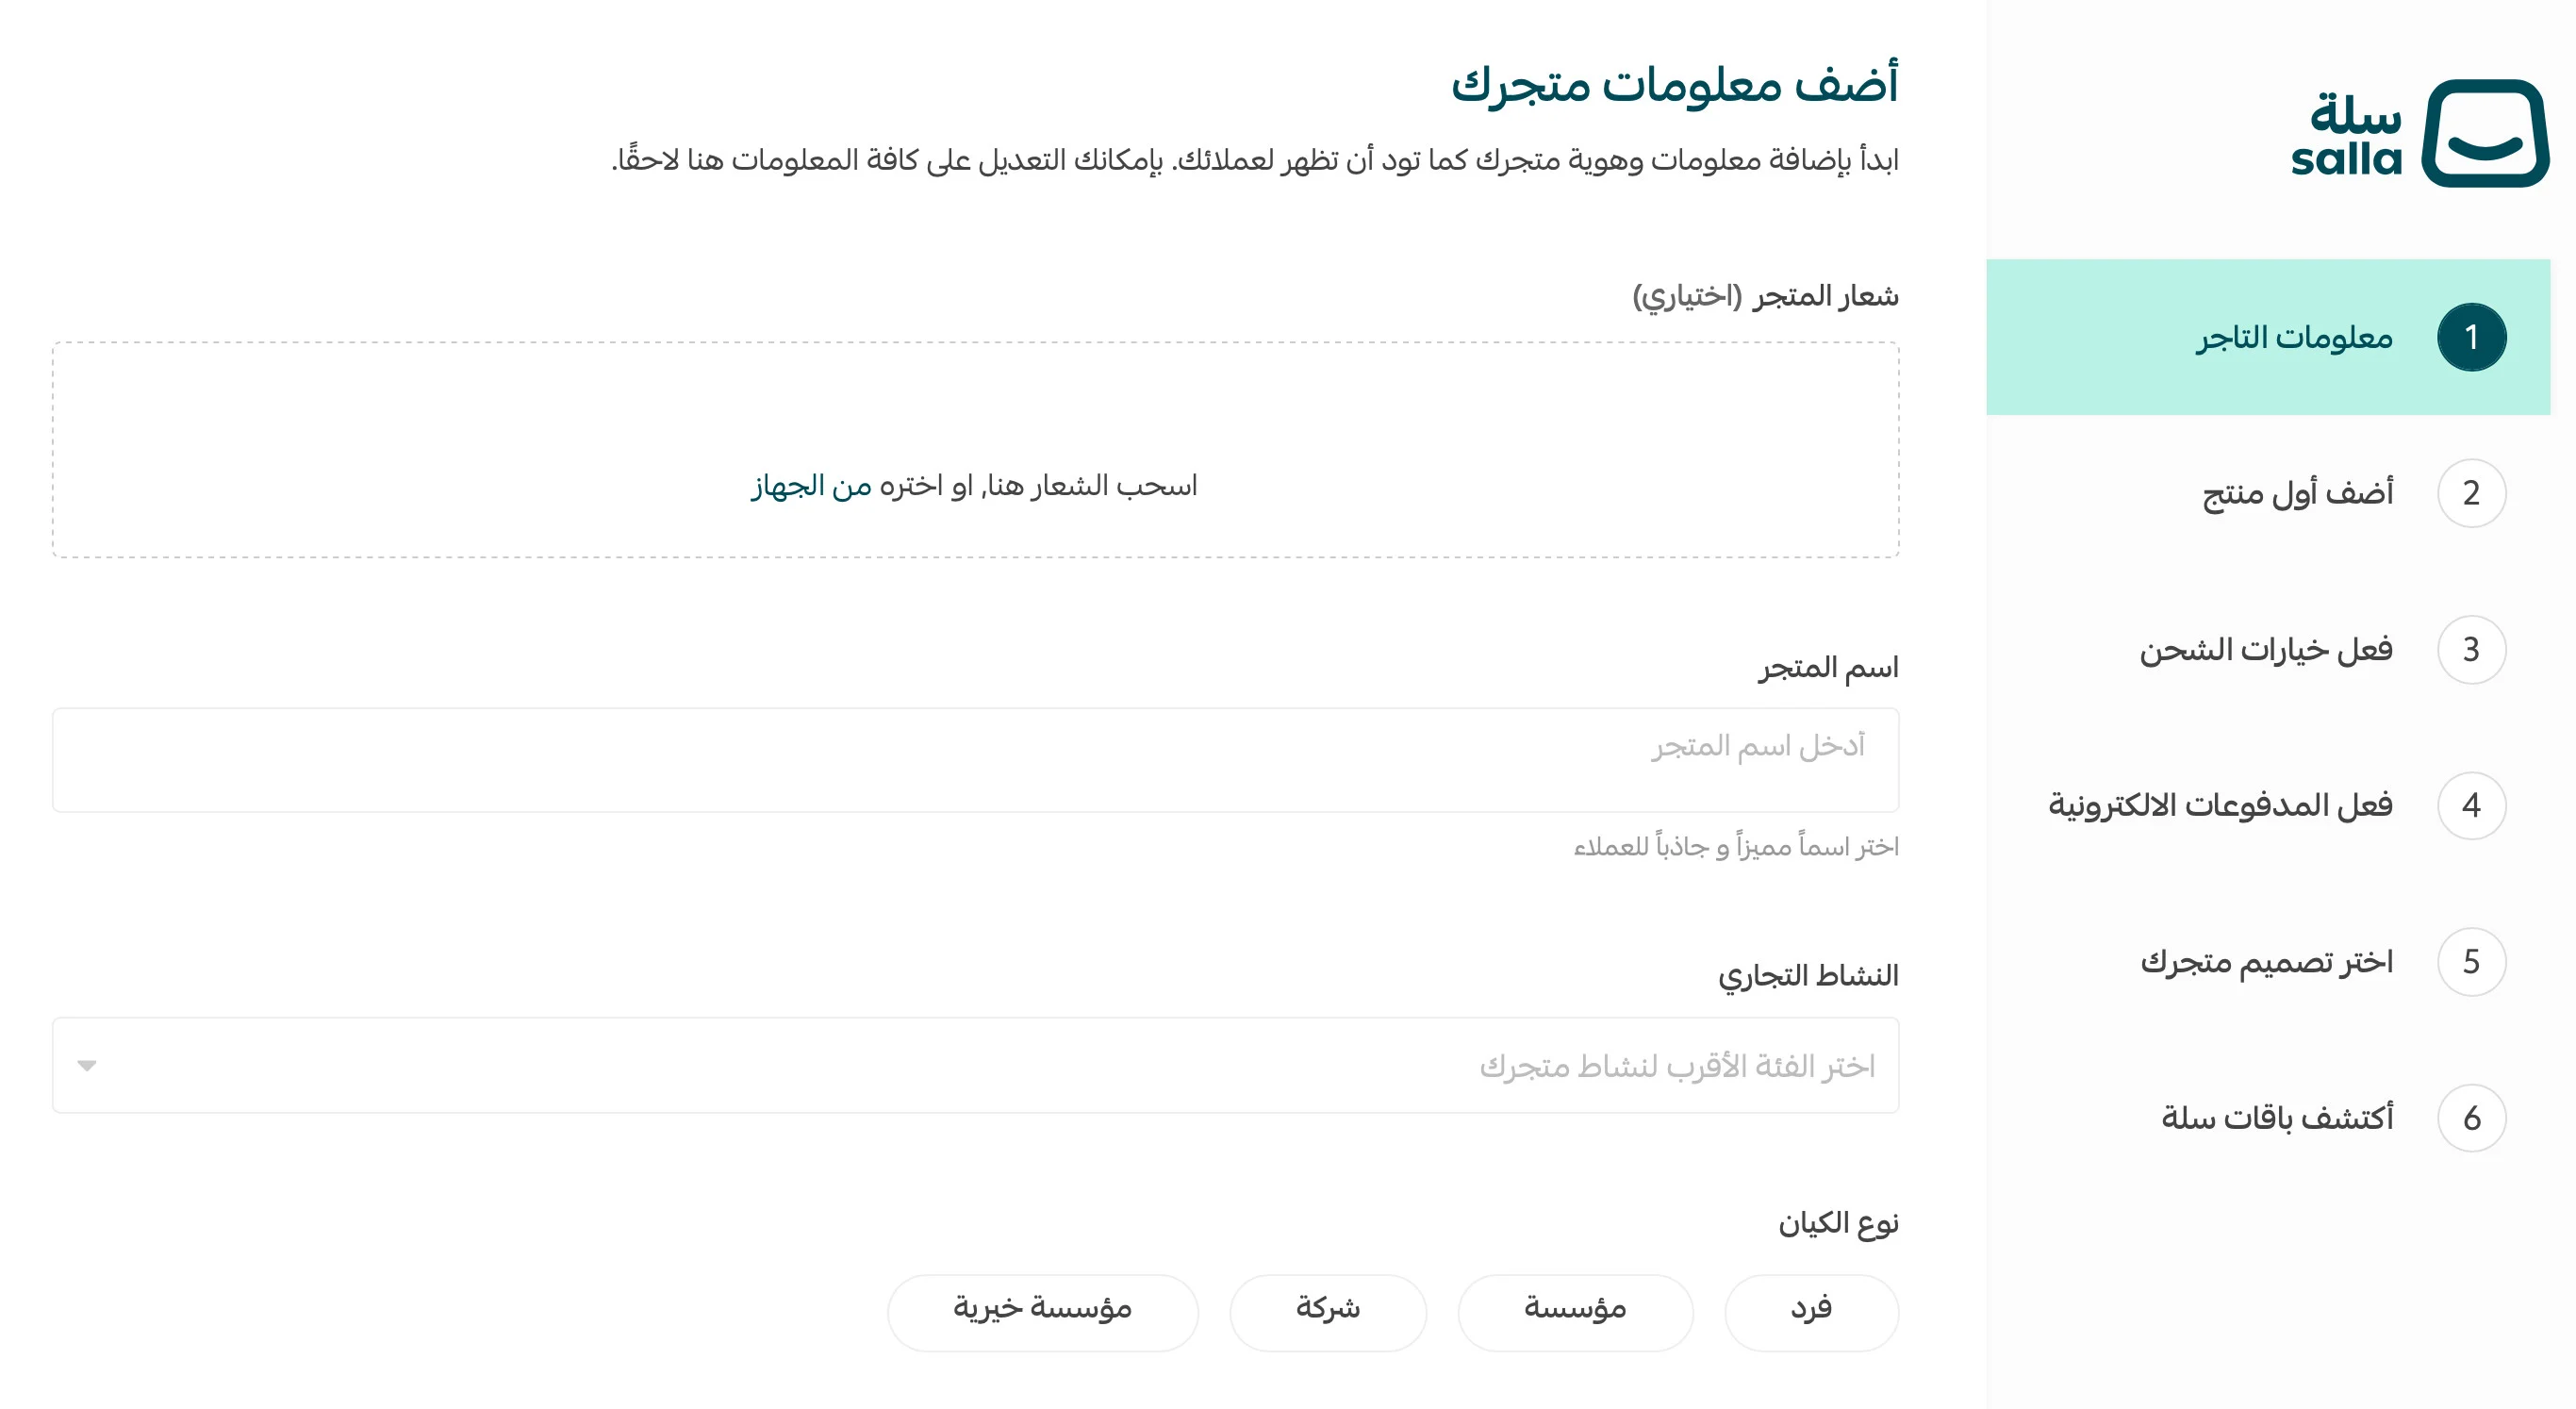 سلة
salla
1 معلومات التاجر
2 أضف أول منتج
3 فعل خيارات الشحن
4 فعل المدفوعات الالكترونية
5 اختر تصميم متجرك
6 أكتشف باقات سلة
أضف معلومات متجرك
ابدأ بإضافة معلومات وهوية متجرك كما تود أن تظهر لعملائك. بإمكانك التعديل على كافة المعلومات هنا لاحقًا.
شعار المتجر (اختياري)
اسحب الشعار هنا, او اختره من الجهاز
اسم المتجر
أدخل اسم المتجر
اختر اسماً مميزاً و جاذباً للعملاء
النشاط التجاري
اختر الفئة الأقرب لنشاط متجرك
نوع الكيان
فرد مؤسسة شركة مؤسسة خيرية